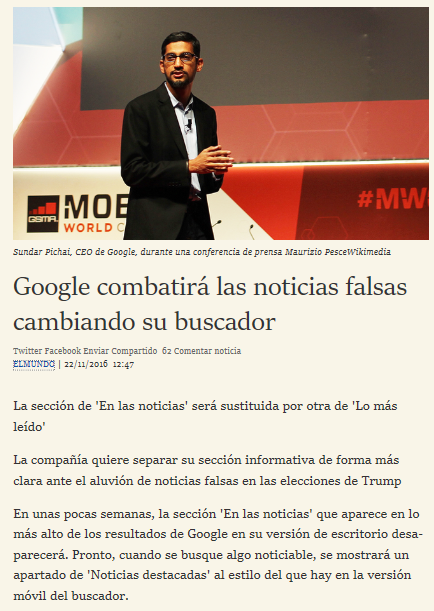 GSMA MOB
WORLD C
#MW
Sundar Pichai, CEO de Google, durante una conferencia de prensa Maurizio PesceWikimedia
Google combatirá las noticias falsas
cambiando su buscador
Twitter Facebook Enviar Compartido 62 Comentar noticia
ELMUNDO | 22/11/2016 12:47
La sección de 'En las noticias' será sustituida por otra de 'Lo más
leído'
La compañía quiere separar su sección informativa de forma más
clara ante el aluvión de noticias falsas en las elecciones de Trump
En unas pocas semanas, la sección 'En las noticias' que aparece en lo
más alto de los resultados de Google en su versión de escritorio desa-
parecerá. Pronto, cuando se busque algo noticiable, se mostrará un
apartado de 'Noticias destacadas' al estilo del que hay en la versión
móvil del buscador.